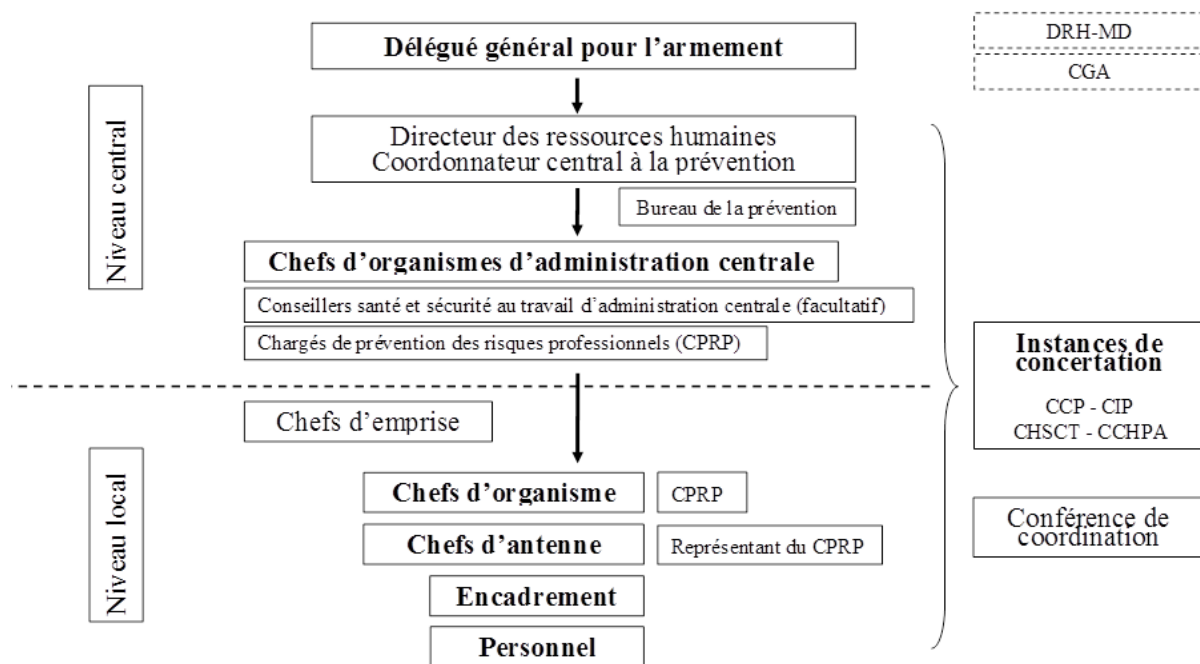 Délégué général pour l'armement
DRH-MD
CGA
Niveau central
Directeur des ressources humaines
Coordonnateur central à la prévention
Bureau de la prévention
Chefs d'organismes d'administration centrale
Conseillers santé et sécurité au travail d'administration centrale (facultatif)
Chargés de prévention des risques professionnels (CPRP)
Instances de
concertation
CCP - CIP
CHSCT - CCHPA
Niveau local
Chefs d'emprise
Chefs d'organisme
CPRP
Chefs d'antenne
Représentant du CPRP
Encadrement
Personnel
Conférence de
coordination